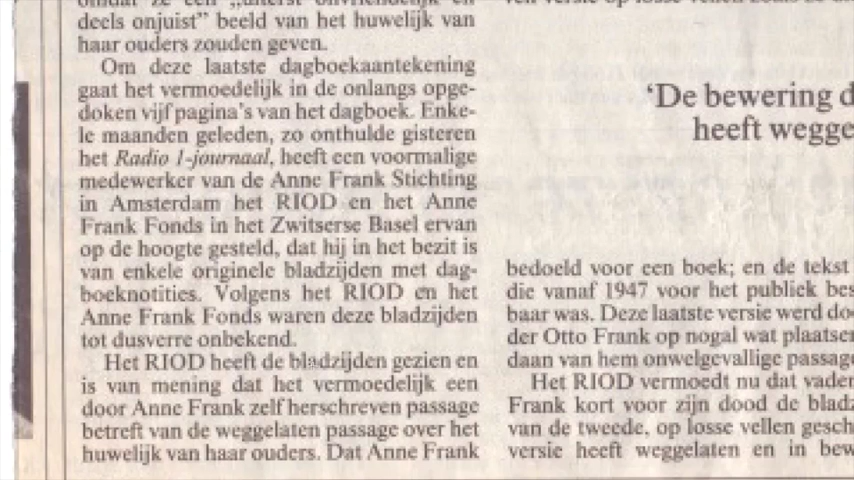 deels onjuist” beeld van het huwelijk van
haar ouders zouden geven.
Om deze laatste dagboekaantekening
gaat het vermoedelijk in de onlangs opge-
doken vijf pagina's van het dagboek. Enke-
le maanden geleden, zo onthulde gisteren
het Radio 1-journaal, heeft een voormalige
medewerker van de Anne Frank Stichting
in Amsterdam het RIOD en het Anne
Frank Fonds in het Zwitserse Basel ervan
op de hoogte gesteld, dat hij in het bezit is
van enkele originele bladzijden met dag-
boeknotities. Volgens het RIOD en het
Anne Frank Fonds waren deze bladzijden
tot dusverre onbekend.
Het RIOD heeft de bladzijden gezien en
is van mening dat het vermoedelijk een
door Anne Frank zelf herschreven passage
betreft van de weggelaten passage over het
huwelijk van haar ouders. Dat Anne Frank
‘De bewering d
heeft wegge
bedoeld voor een boek; en de tekst
die vanaf 1947 voor het publiek bes
baar was. Deze laatste versie werd do
der Otto Frank op nogal wat plaatsen
daan van hem onwelgevallige passage
Het RIOD vermoedt nu dat vader
Frank kort voor zijn dood de bladz
van de tweede, op losse vellen gesch
versie heeft weggelaten en in bew